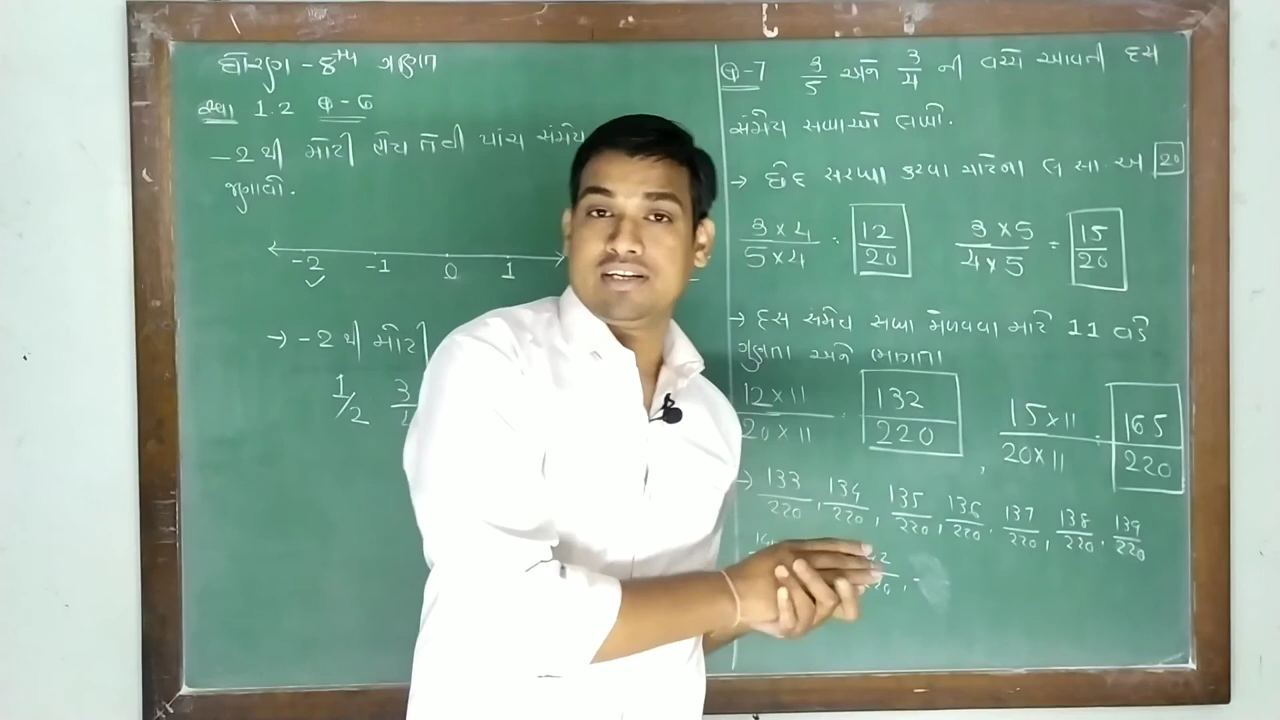 ધોરણ - 8th ગણિત
સ્વા 1.2 Q-6
-2 થી મોટી હોય તેવી પાંચ સંમેય
જણાવો.
-2 -1 0 1
→ -2 થી મોટી
1/2 3
Q-7 3/5 અને 3/4 ની વચ્ચે આવતી દસ
સંમેય સંખ્યાઓ લખો.
→ છેદ સરખા કરવા માટેના લ.સા.અ 20
3×4/5×4 = 12/20 3×5/4×5 = 15/20
→ દસ સંમેય સંખ્યા મેળવવા માટે 11 વડે
ગુણતા અને ભાગતા
12×11/20×11 = 132/220 , 15×11/20×11 = 165/220
→ 133/220, 134/220, 135/220, 136/220, 137/220, 138/220, 139/220